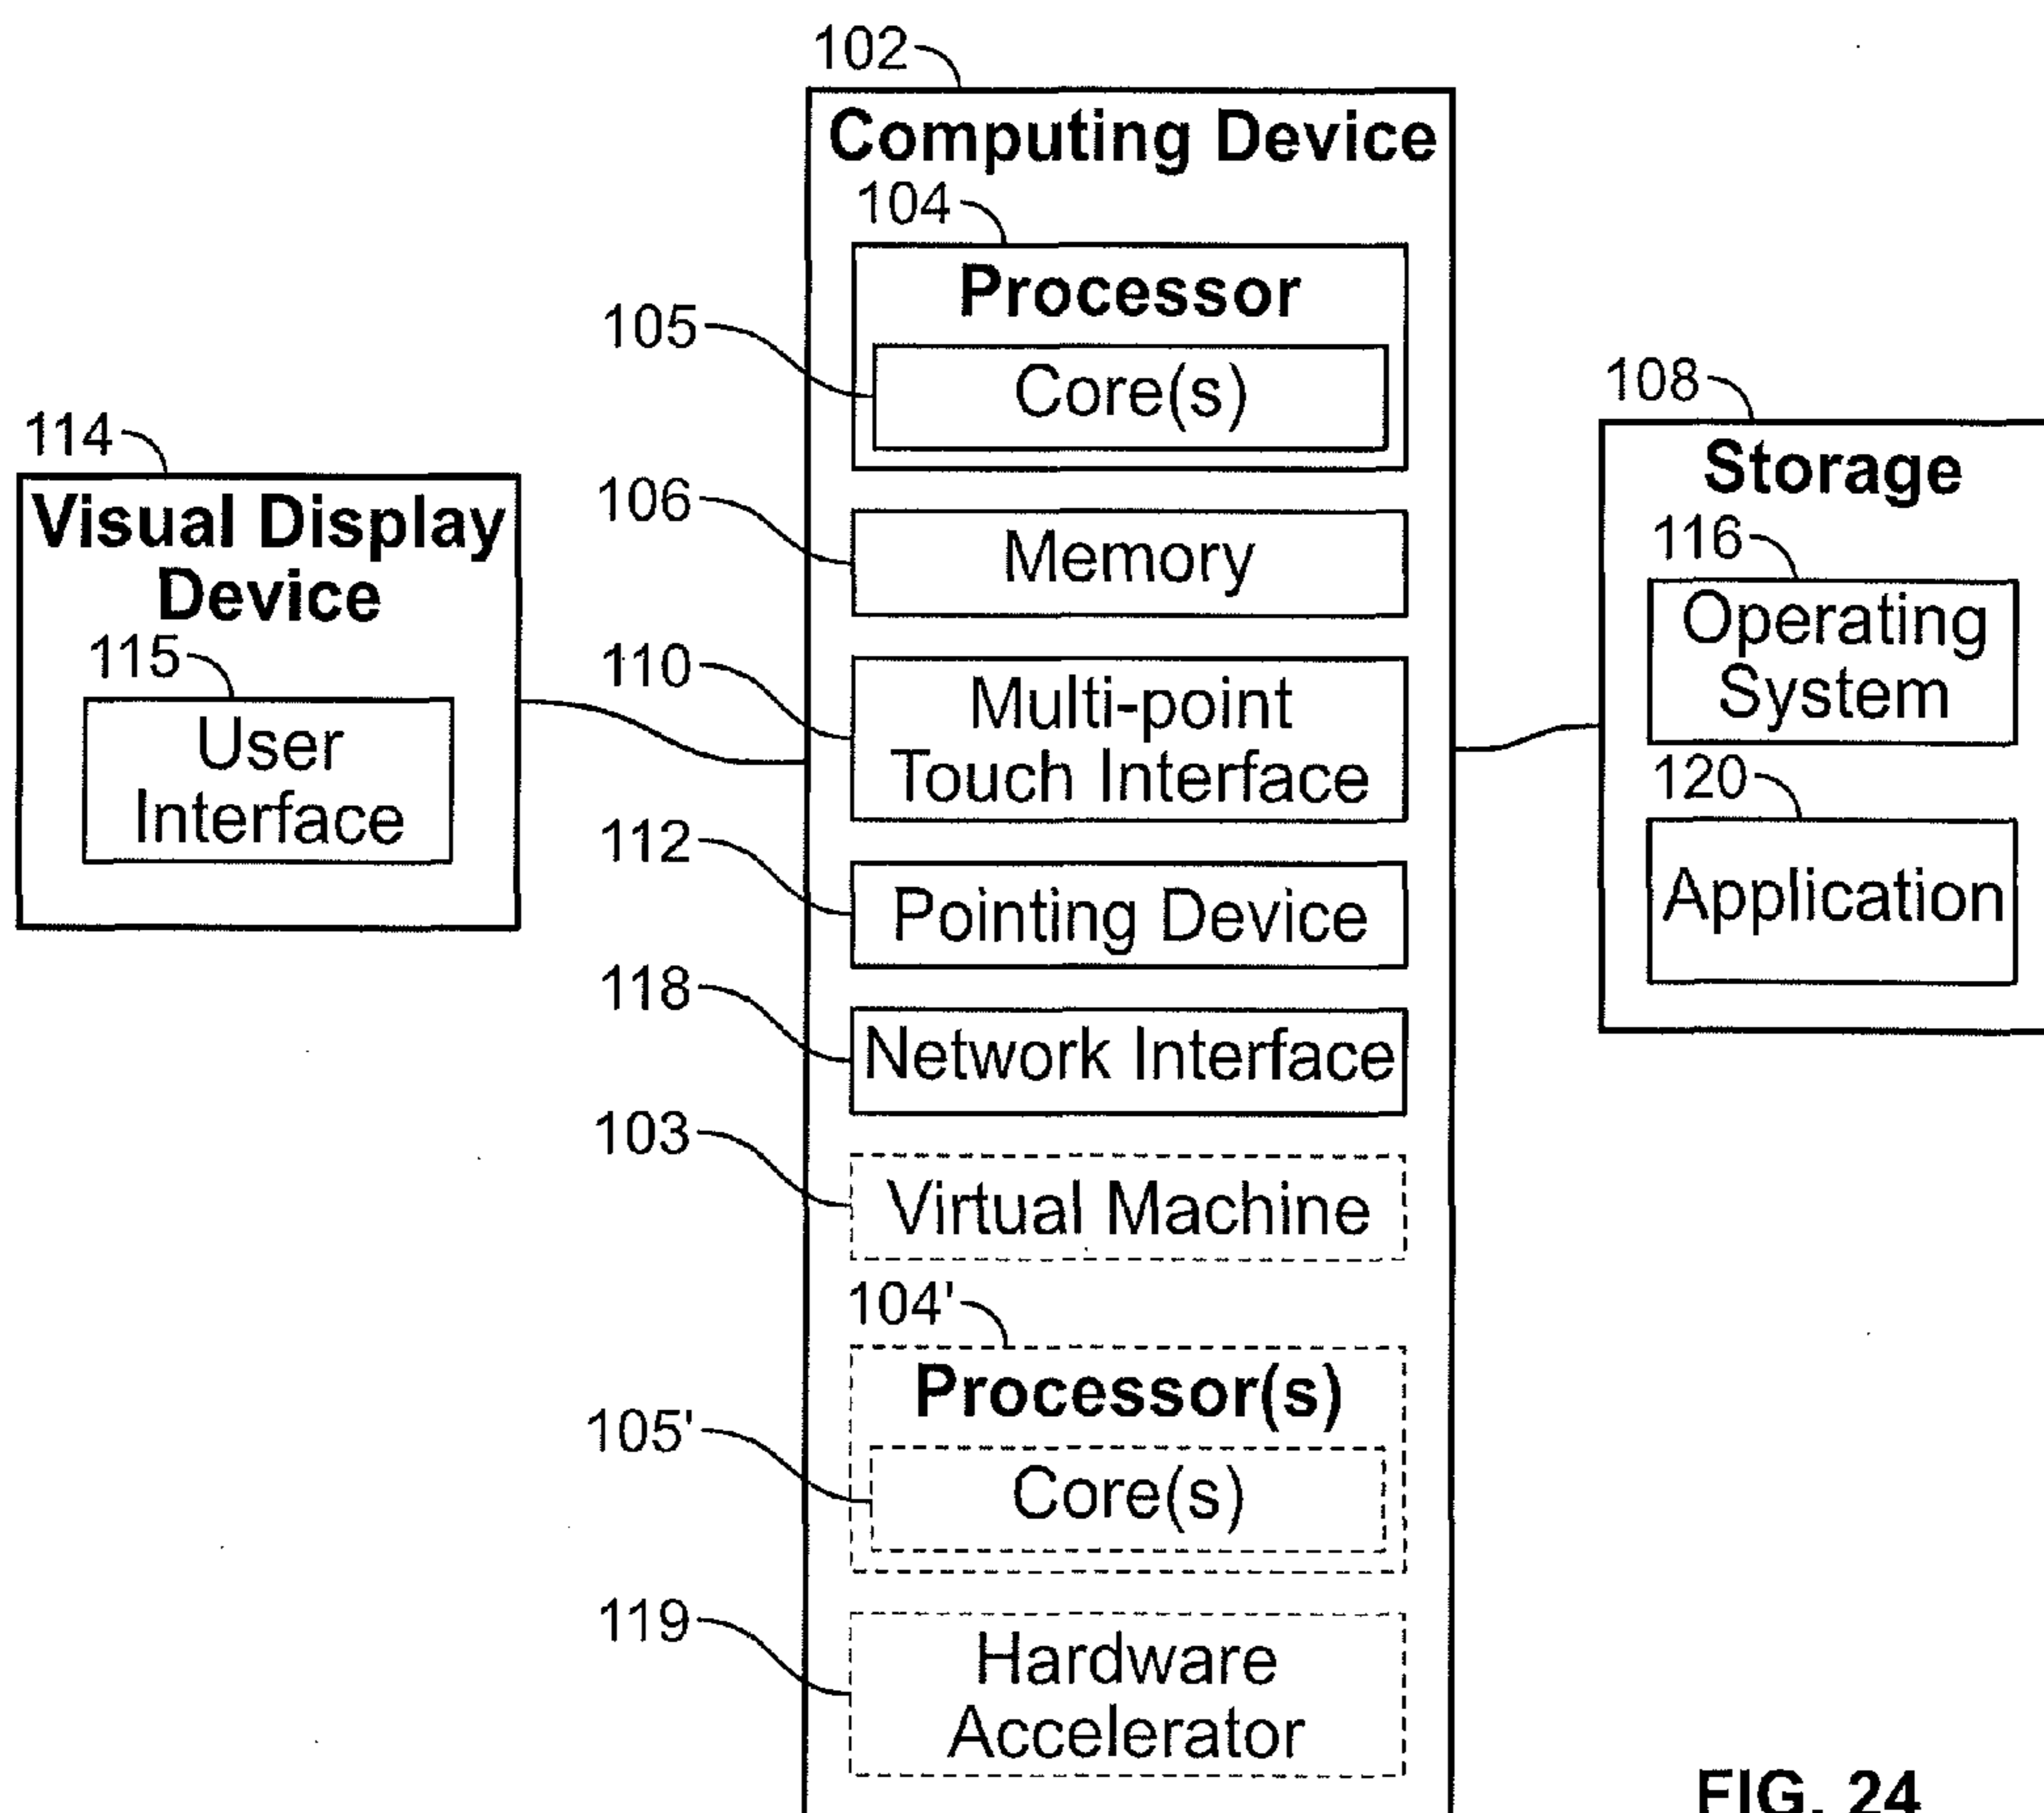 102
Computing Device
104
Processor
105
Core(s)
106
Memory
110
Multi-point
Touch Interface
112
Pointing Device
118
Network Interface
103
Virtual Machine
104'
Processor(s)
105'
Core(s)
119
Hardware
Accelerator
114
Visual Display
Device
115
User
Interface
108
Storage
116
Operating
System
120
Application
FIG. 24